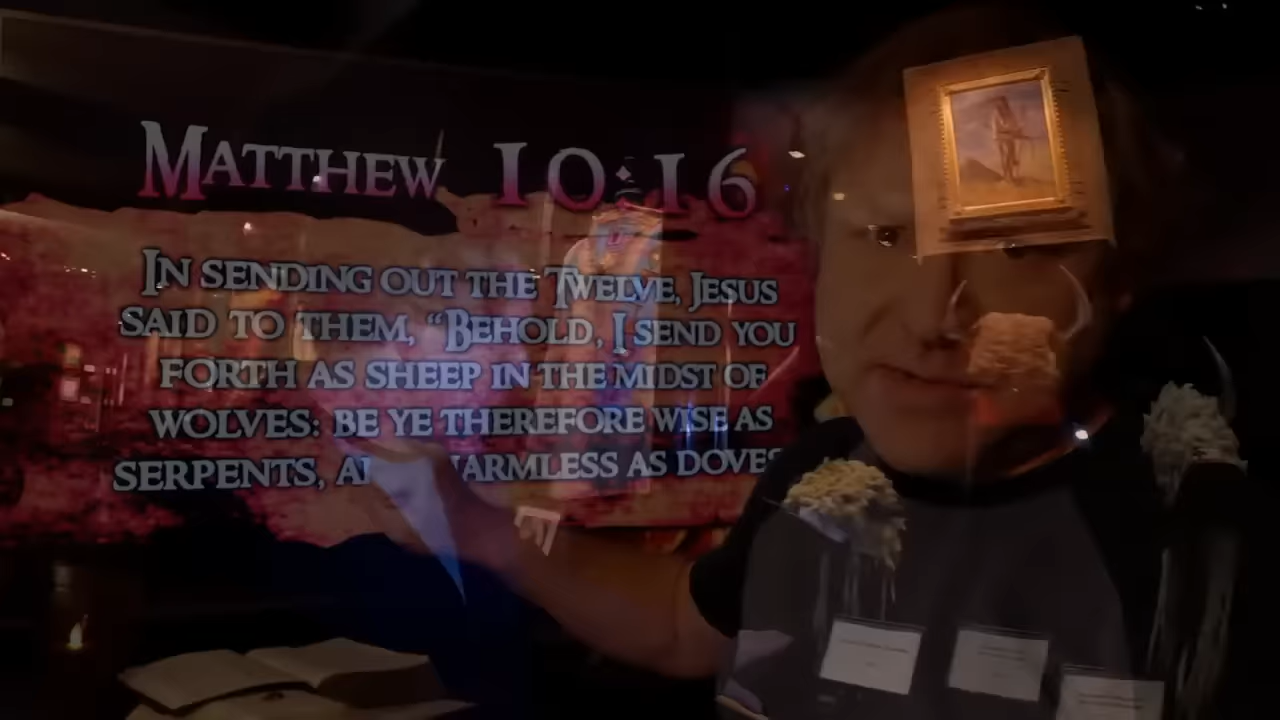 MATTHEW 10:16
IN SENDING OUT THE TWELVE, JESUS
SAID TO THEM, “BEHOLD, I SEND YOU
FORTH AS SHEEP IN THE MIDST OF
WOLVES: BE YE THEREFORE WISE AS
SERPENTS, HARMLESS AS DOVES